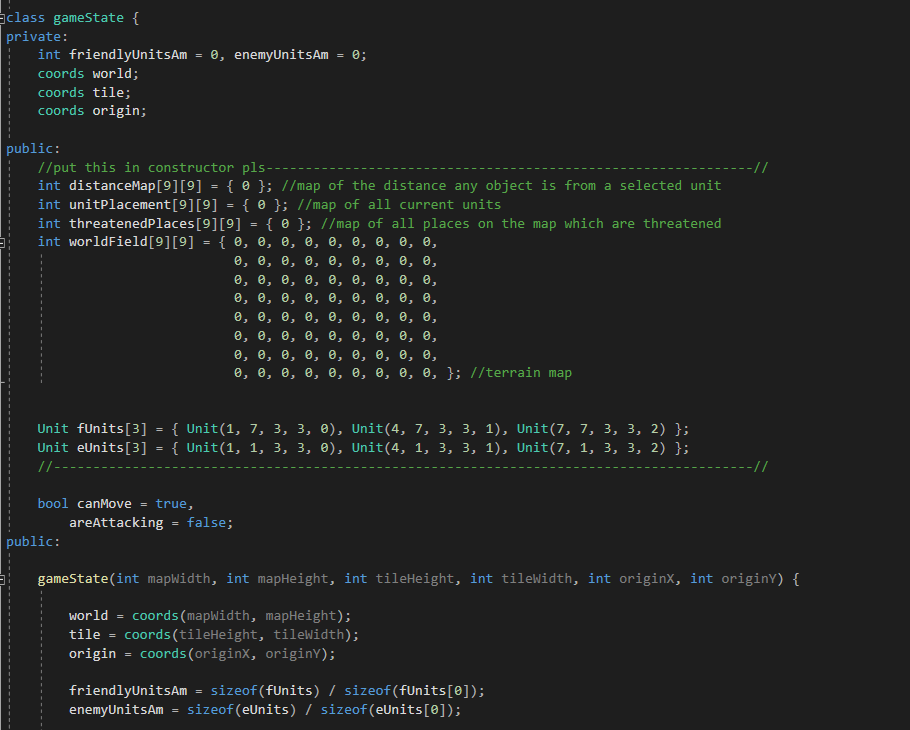 class gameState {
private:
    int friendlyUnitsAm = 0, enemyUnitsAm = 0;
    coords world;
    coords tile;
    coords origin;

public:
    //put this in constructor pls--------------------------------------------------------------//
    int distanceMap[9][9] = { 0 }; //map of the distance any object is from a selected unit
    int unitPlacement[9][9] = { 0 }; //map of all current units
    int threatenedPlaces[9][9] = { 0 }; //map of all places on the map which are threatened
    int worldField[9][9] = { 0, 0, 0, 0, 0, 0, 0, 0, 0,
                             0, 0, 0, 0, 0, 0, 0, 0, 0,
                             0, 0, 0, 0, 0, 0, 0, 0, 0,
                             0, 0, 0, 0, 0, 0, 0, 0, 0,
                             0, 0, 0, 0, 0, 0, 0, 0, 0,
                             0, 0, 0, 0, 0, 0, 0, 0, 0,
                             0, 0, 0, 0, 0, 0, 0, 0, 0,
                             0, 0, 0, 0, 0, 0, 0, 0, 0, }; //terrain map

    Unit fUnits[3] = { Unit(1, 7, 3, 3, 0), Unit(4, 7, 3, 3, 1), Unit(7, 7, 3, 3, 2) };
    Unit eUnits[3] = { Unit(1, 1, 3, 3, 0), Unit(4, 1, 3, 3, 1), Unit(7, 1, 3, 3, 2) };
    //-----------------------------------------------------------------------------------------//

    bool canMove = true,
        areAttacking = false;
public:

    gameState(int mapWidth, int mapHeight, int tileHeight, int tileWidth, int originX, int originY) {

        world = coords(mapWidth, mapHeight);
        tile = coords(tileHeight, tileWidth);
        origin = coords(originX, originY);

        friendlyUnitsAm = sizeof(fUnits) / sizeof(fUnits[0]);
        enemyUnitsAm = sizeof(eUnits) / sizeof(eUnits[0]);